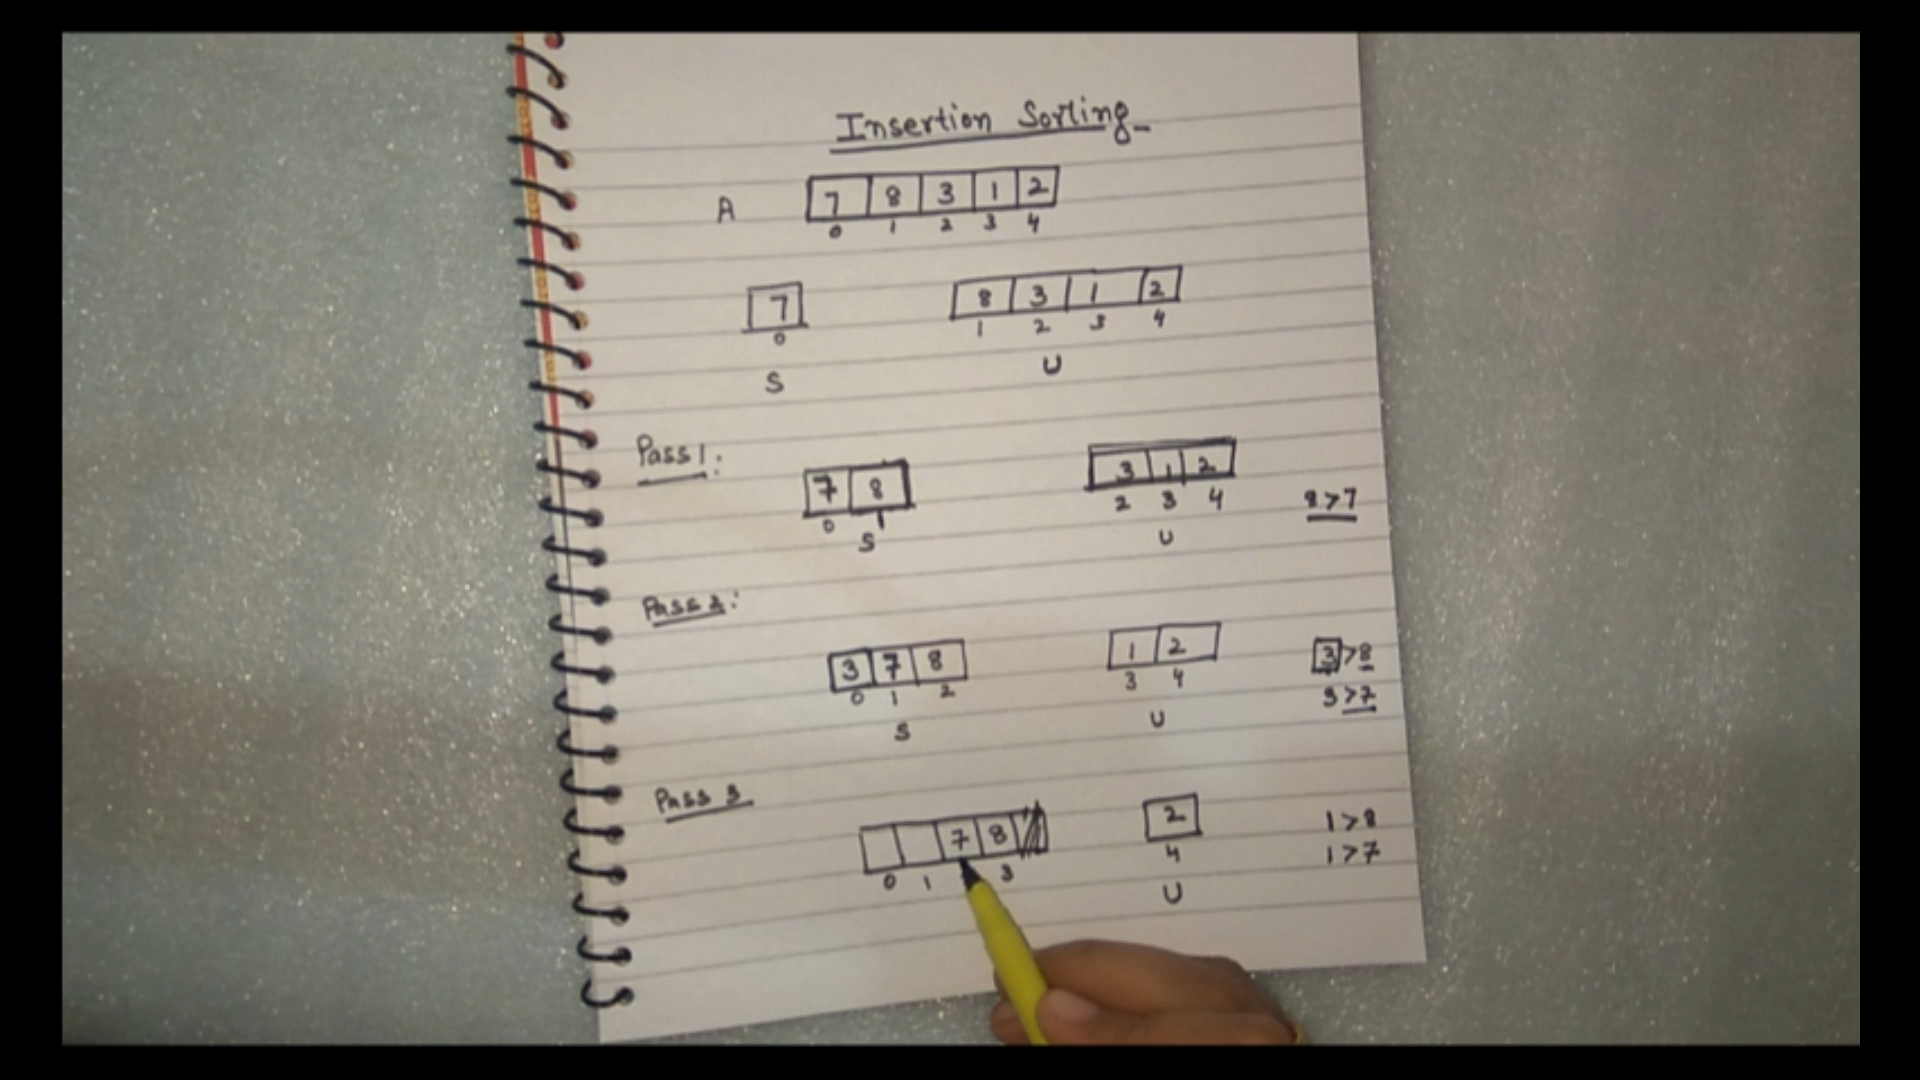 Insertion Sorting
A 7 8 3 1 2
0 1 2 3 4
7 8 3 1 2
0 1 2 3 4
S U
Pass 1: 7 8 3 1 2
0 1 2 3 4 8>7
S U
Pass 2:
3 7 8 1 2 3>8
0 1 2 3 4 3>7
S U
Pass 3
7 8 2 1>8
0 1 3 4 1>7
U